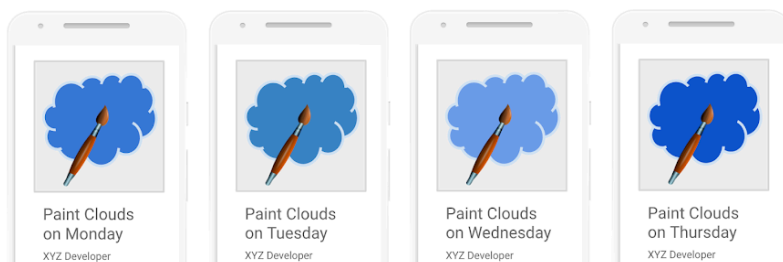 Paint Clouds
on Monday
XYZ Developer
Paint Clouds
on Tuesday
XYZ Developer
Paint Clouds
on Wednesday
XYZ Developer
Paint Clouds
on Thursday
XYZ Developer